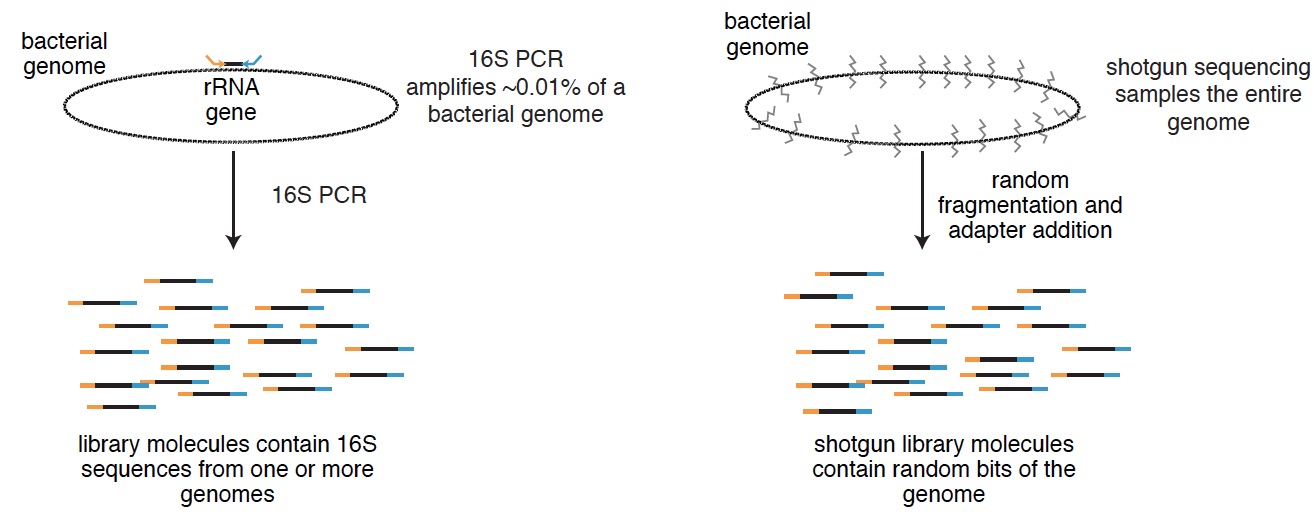 bacterial
genome
rRNA
gene
16S PCR
amplifies ~0.01% of a
bacterial genome
16S PCR
library molecules contain 16S
sequences from one or more
genomes
bacterial
genome
shotgun sequencing
samples the entire
genome
random
fragmentation and
adapter addition
shotgun library molecules
contain random bits of the
genome